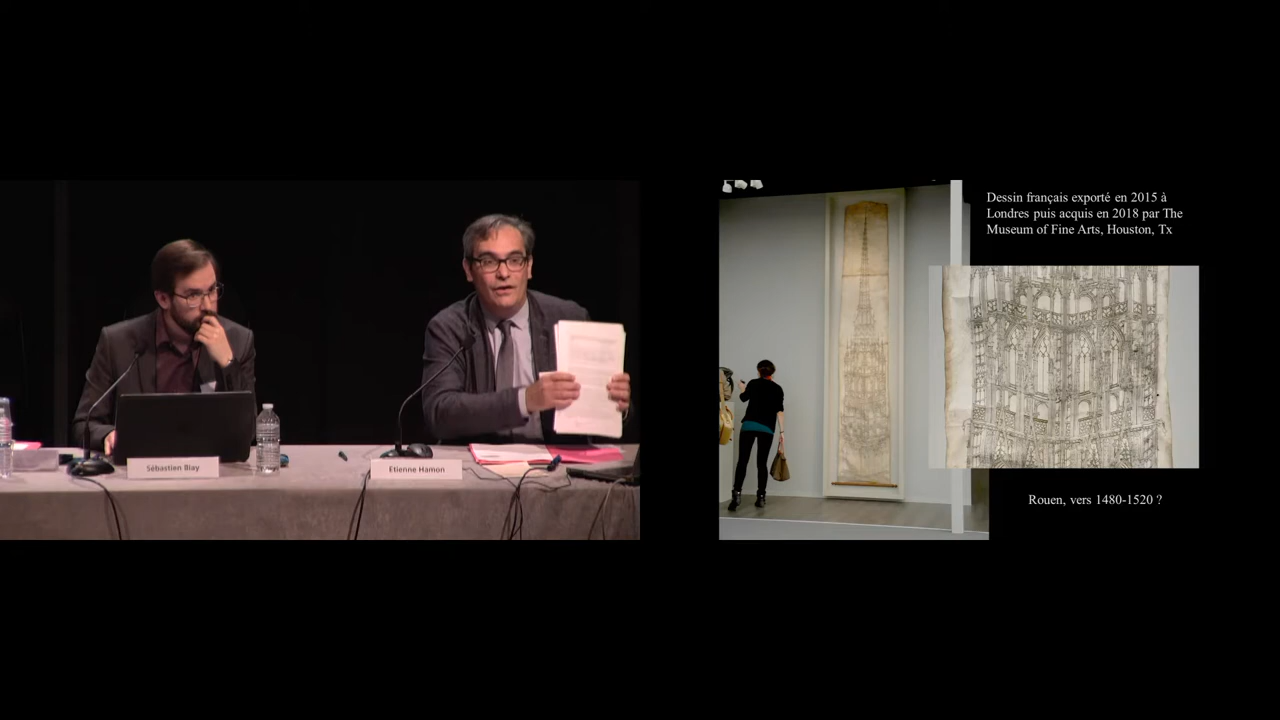 Sébastien Biay
Etienne Hamon
Dessin français exporté en 2015 à
Londres puis acquis en 2018 par The
Museum of Fine Arts, Houston, Tx
Rouen, vers 1480-1520 ?